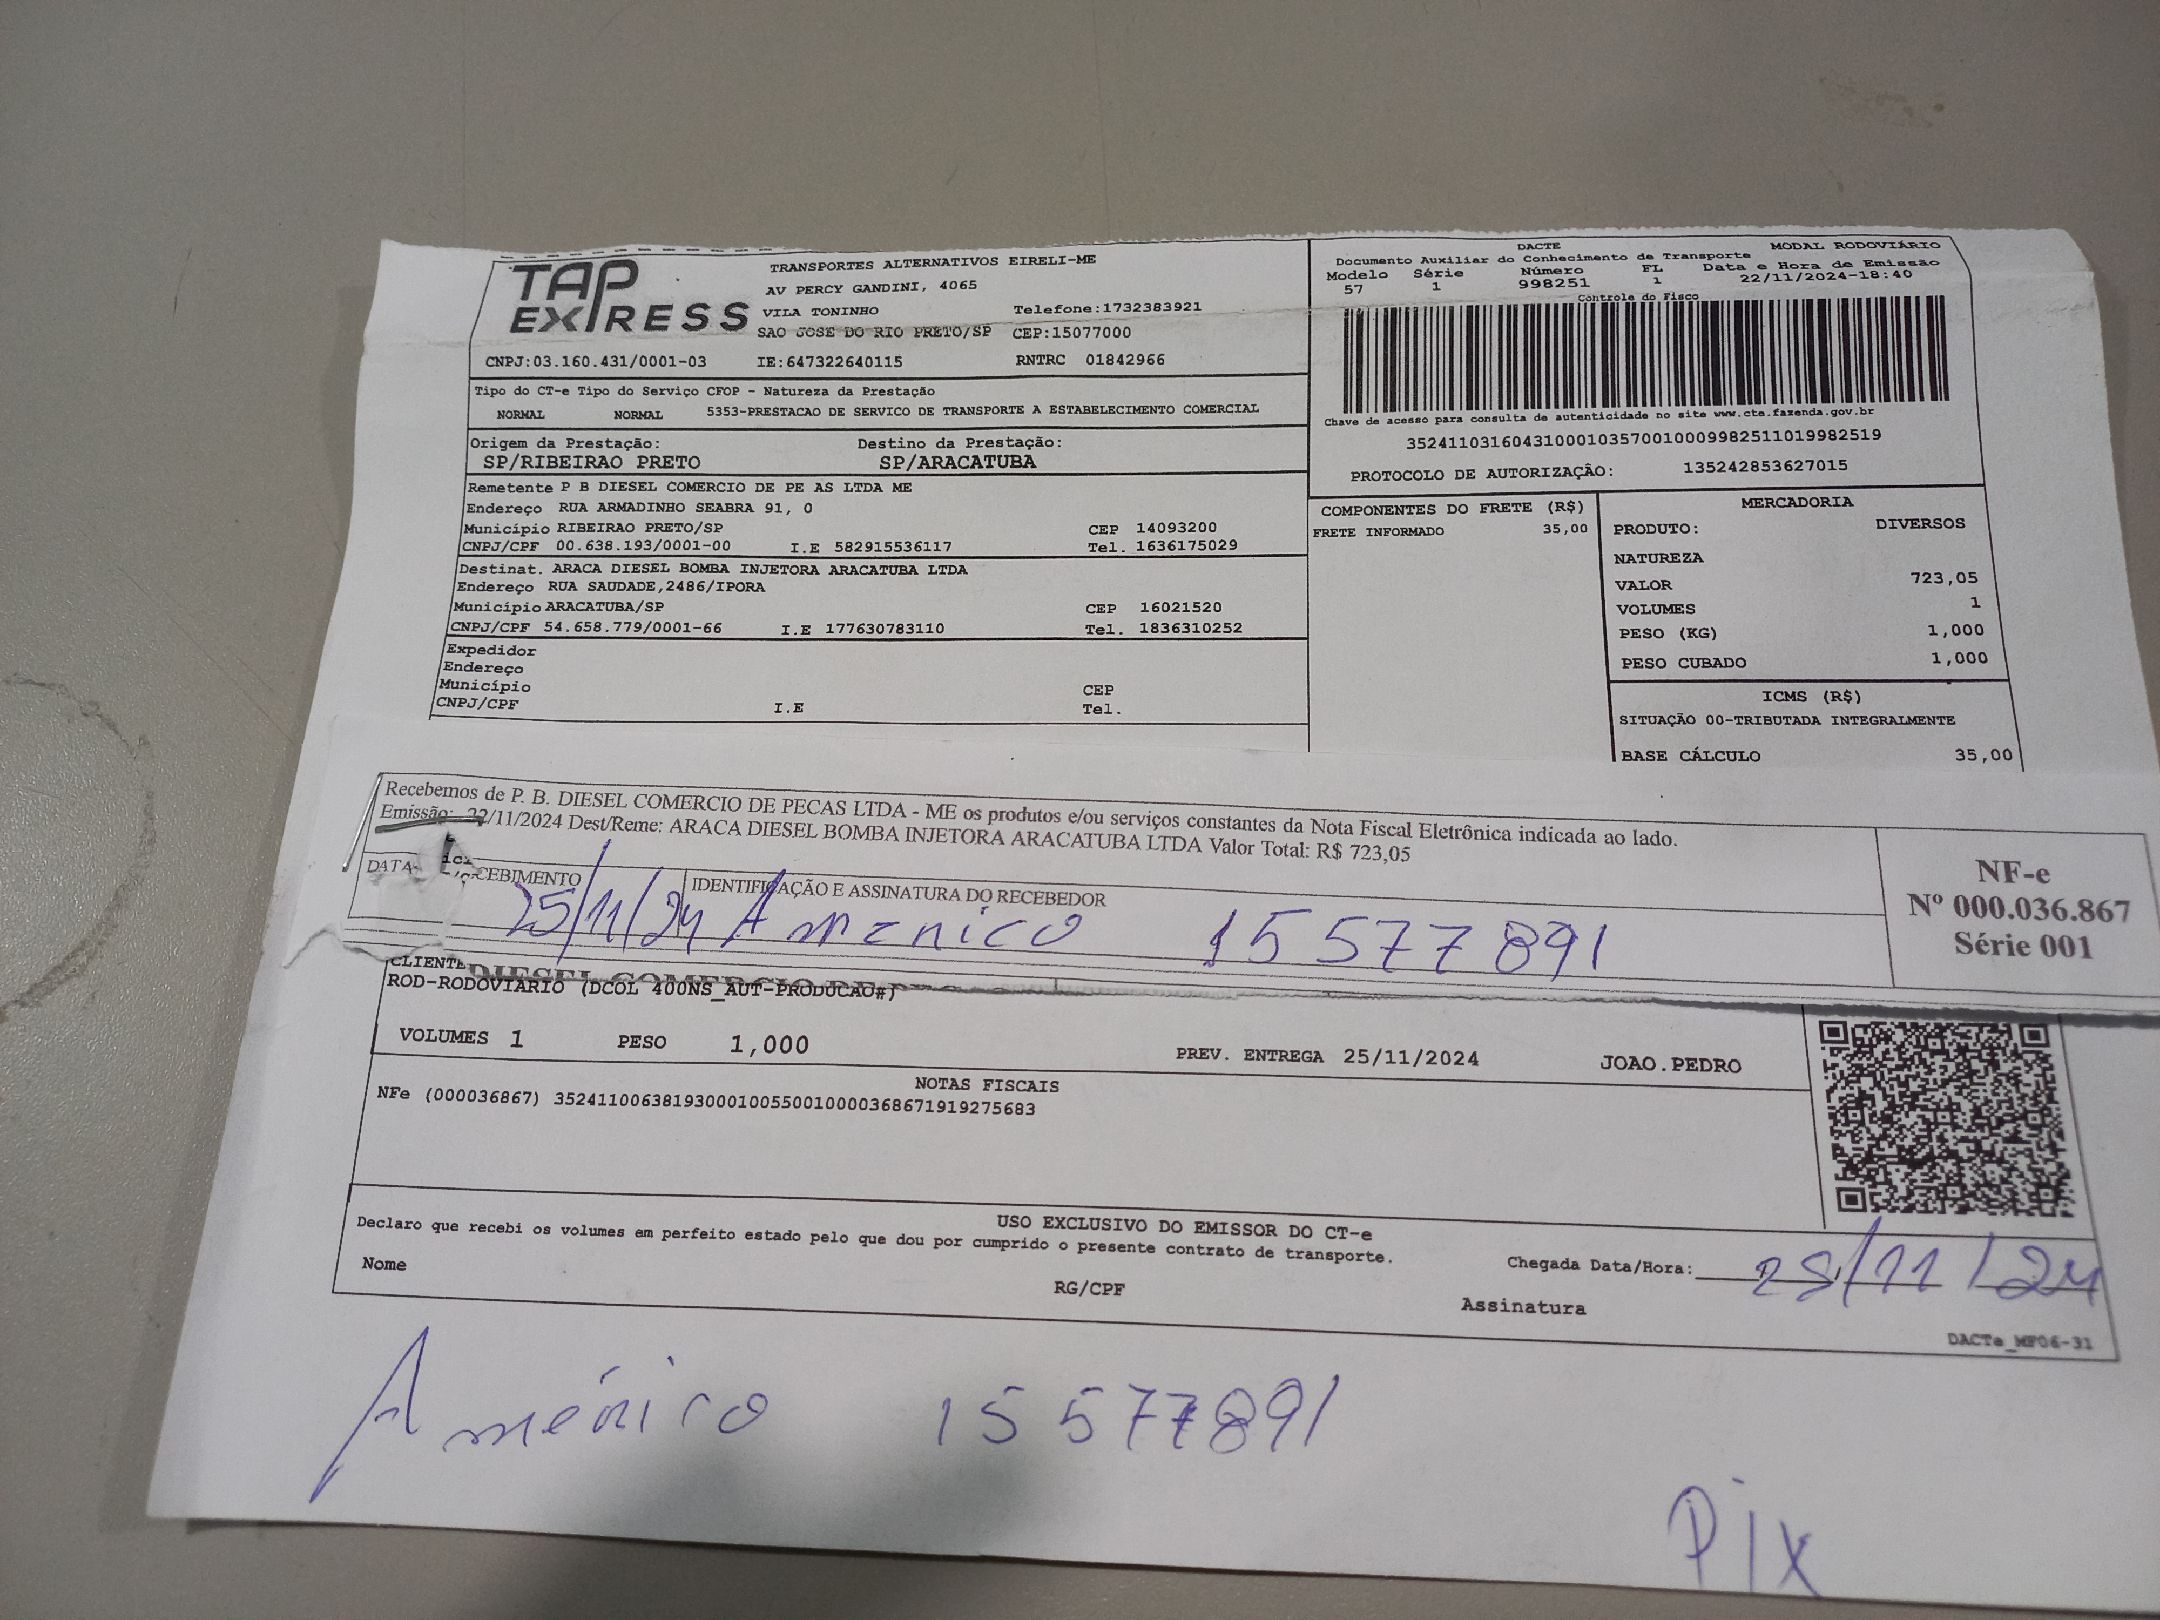 TAP EXPRESS
TRANSPORTES ALTERNATIVOS EIRELI-ME
AV PERCY GANDINI, 4065
VILA TONINHO Telefone:1732383921
SAO JOSE DO RIO PRETO/SP CEP:15077000
CNPJ:03.160.431/0001-03 IE:647322640115 RNTRC 01842966
DACTE MODAL RODOVIÁRIO
Documento Auxiliar do Conhecimento de Transporte
Modelo Série Número FL Data e Hora de Emissão
57 1 998251 1 22/11/2024-18:40
Controle do Fisco
Chave de acesso para consulta de autenticidade no site www.cte.fazenda.gov.br
35241103160431000103570010009982511019982519
PROTOCOLO DE AUTORIZAÇÃO: 135242853627015
Tipo do CT-e Tipo do Serviço CFOP - Natureza da Prestação
NORMAL NORMAL 5353-PRESTACAO DE SERVICO DE TRANSPORTE A ESTABELECIMENTO COMERCIAL
Origem da Prestação: Destino da Prestação:
SP/RIBEIRAO PRETO SP/ARACATUBA
Remetente P B DIESEL COMERCIO DE PE AS LTDA ME
Endereço RUA ARMADINHO SEABRA 91, 0
Município RIBEIRAO PRETO/SP CEP 14093200
CNPJ/CPF 00.638.193/0001-00 I.E 582915536117 Tel. 1636175029
Destinat. ARACA DIESEL BOMBA INJETORA ARACATUBA LTDA
Endereço RUA SAUDADE,2486/IPORA
Município ARACATUBA/SP CEP 16021520
CNPJ/CPF 54.658.779/0001-66 I.E 177630783110 Tel. 1836310252
Expedidor
Endereço
Município CEP
CNPJ/CPF I.E Tel.
COMPONENTES DO FRETE (R$)
FRETE INFORMADO 35,00
MERCADORIA
PRODUTO: DIVERSOS
NATUREZA
VALOR 723,05
VOLUMES 1
PESO (KG) 1,000
PESO CUBADO 1,000
ICMS (R$)
SITUAÇÃO 00-TRIBUTADA INTEGRALMENTE
BASE CÁLCULO 35,00
Recebemos de P. B. DIESEL COMERCIO DE PECAS LTDA - ME os produtos e/ou serviços constantes da Nota Fiscal Eletrônica indicada ao lado.
Emissão: 22/11/2024 Dest/Reme: ARACA DIESEL BOMBA INJETORA ARACATUBA LTDA Valor Total: R$ 723,05
DATA IDENTIFICAÇÃO E ASSINATURA DO RECEBEDOR
25/11/24 Amenico 15577891
NF-e
Nº 000.036.867
Série 001
CLIENTE DIESEL COMERCIO
ROD-RODOVIARIO (DCOL 400NS_AUT-PRODUCAO#)
VOLUMES 1 PESO 1,000 PREV. ENTREGA 25/11/2024 JOAO.PEDRO
NOTAS FISCAIS
NFe (000036867) 35241100638193000100550010000368671919275683
USO EXCLUSIVO DO EMISSOR DO CT-e
Declaro que recebi os volumes em perfeito estado pelo que dou por cumprido o presente contrato de transporte.
Nome RG/CPF Assinatura
Chegada Data/Hora: 25/11/24
DACTe_MF06-31
Américo 15577891
Pix